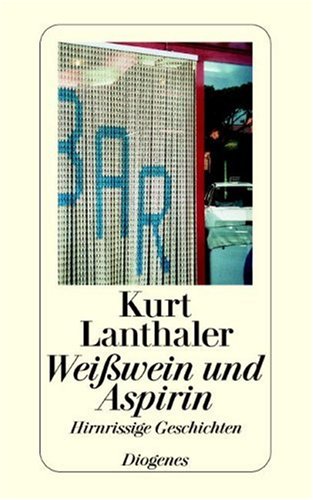 BAR
Kurt
Lanthaler
Weißwein und
Aspirin
Hirnrissige Geschichten
Diogenes